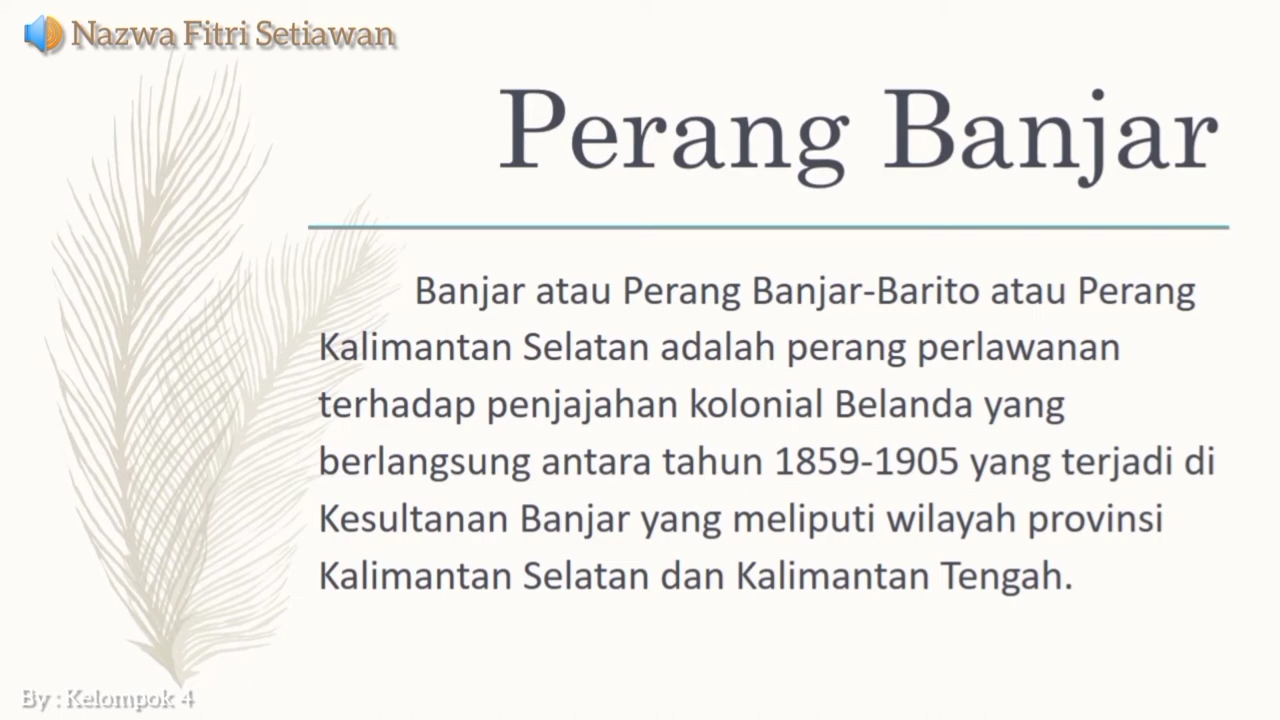 Nazwa Fitri Setiawan
Perang Banjar
Banjar atau Perang Banjar-Barito atau Perang
Kalimantan Selatan adalah perang perlawanan
terhadap penjajahan kolonial Belanda yang
berlangsung antara tahun 1859-1905 yang terjadi di
Kesultanan Banjar yang meliputi wilayah provinsi
Kalimantan Selatan dan Kalimantan Tengah.
By : Kelompok 4